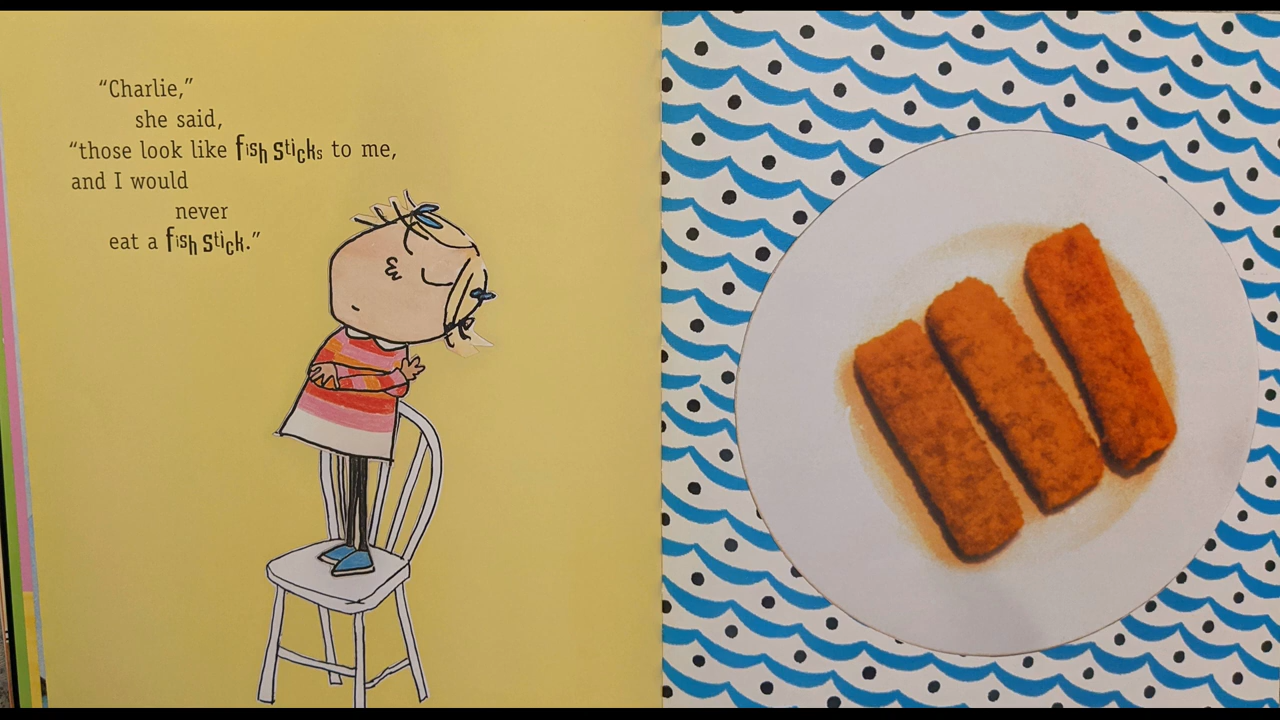 “Charlie,”
she said,
“those look like fish sticks to me,
and I would
never
eat a fish stick.”